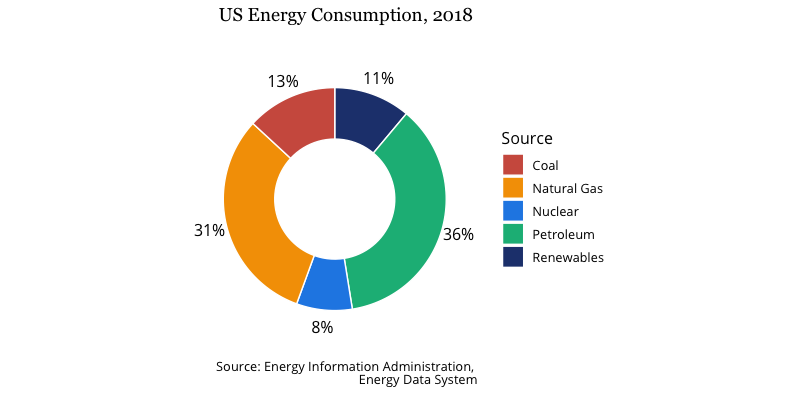 US Energy Consumption, 2018
13%
11%
31%
36%
8%
Source
Coal
Natural Gas
Nuclear
Petroleum
Renewables
Source: Energy Information Administration,
Energy Data System